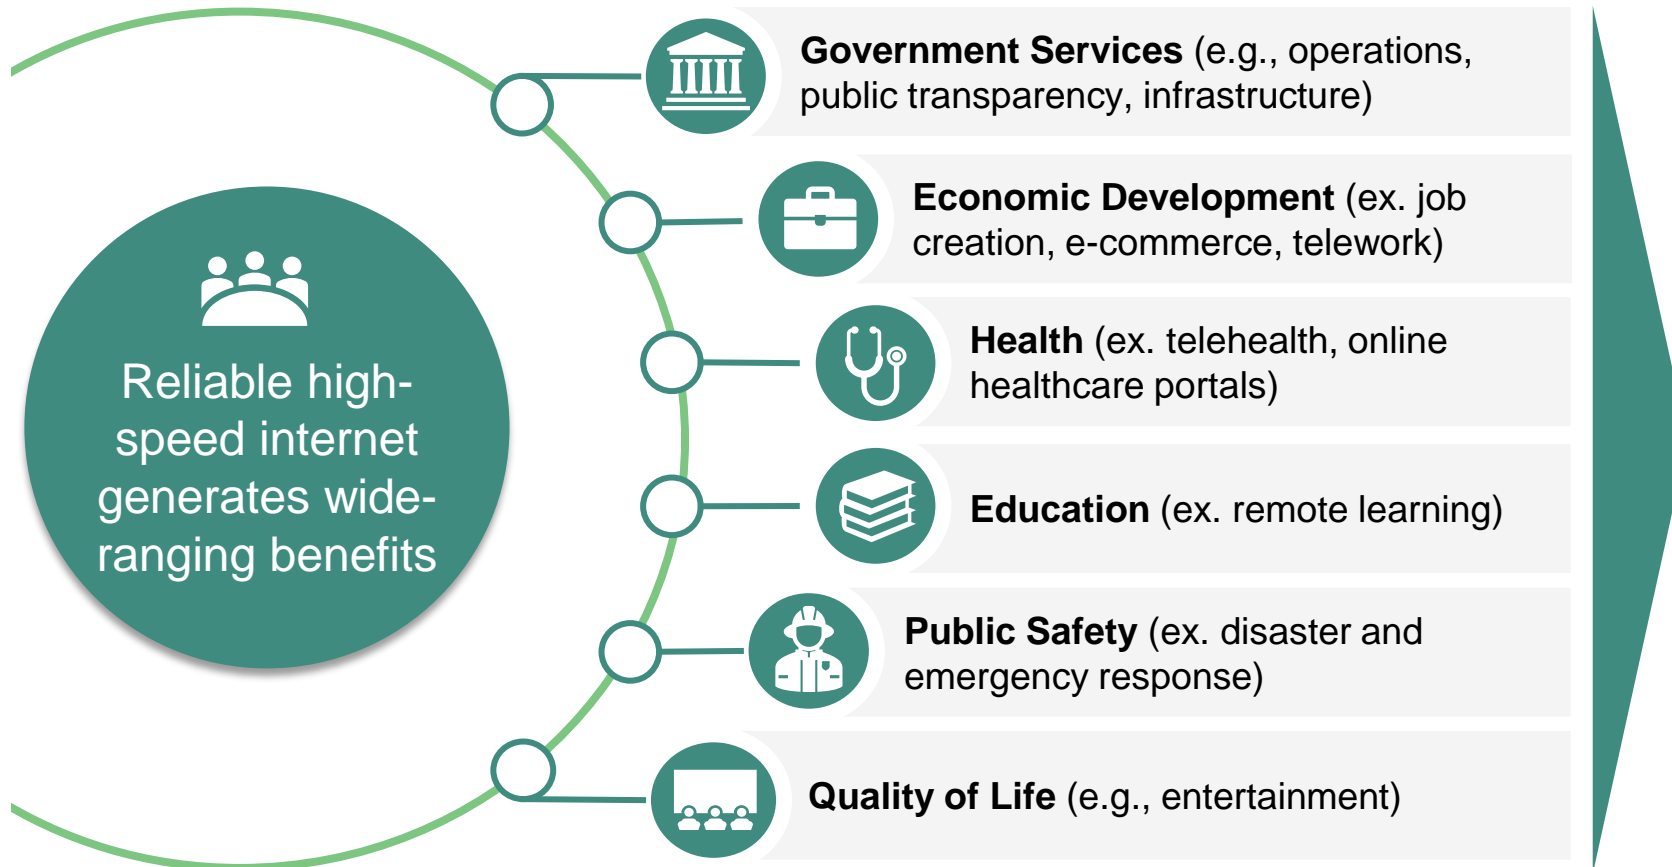 Reliable high-
speed internet
generates wide-
ranging benefits
Government Services (e.g., operations,
public transparency, infrastructure)
Economic Development (ex. job
creation, e-commerce, telework)
Health (ex. telehealth, online
healthcare portals)
Education (ex. remote learning)
Public Safety (ex. disaster and
emergency response)
Quality of Life (e.g., entertainment)